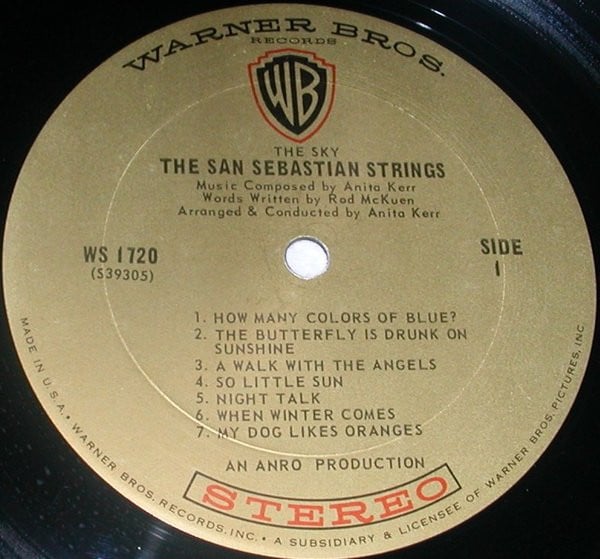 WARNER BROS.
RECORDS
WB
THE SKY
THE SAN SEBASTIAN STRINGS
Music Composed by Anita Kerr
Words Written by Rod McKuen
Arranged & Conducted by Anita Kerr
WS 1720
(S39305)
SIDE
1
1. HOW MANY COLORS OF BLUE?
2. THE BUTTERFLY IS DRUNK ON
SUNSHINE
3. A WALK WITH THE ANGELS
4. SO LITTLE SUN
5. NIGHT TALK
6. WHEN WINTER COMES
7. MY DOG LIKES ORANGES
AN ANRO PRODUCTION
STEREO
MADE IN U.S.A. • WARNER BROS. RECORDS, INC. • A SUBSIDIARY & LICENSEE OF WARNER BROS. PICTURES, INC.